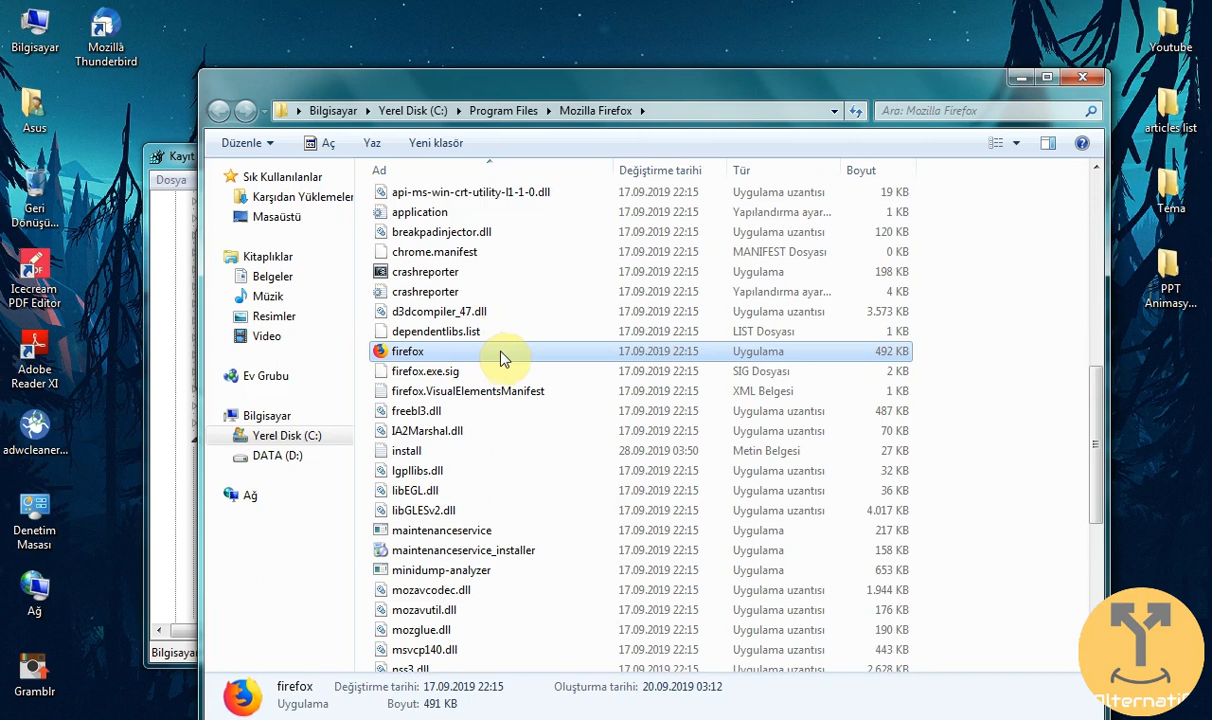 Bilgisayar
Mozilla
Thunderbird
Asus
Geri
Dönüşü...
Icecream
PDF Editor
Adobe
Reader XI
adwcleaner...
Denetim
Masası
Ağ
Gramblr
Youtube
articles list
Tema
PPT
Animasy...
Kayıt
Dosya
Bilgisaya
Bilgisayar Yerel Disk (C:) Program Files Mozilla Firefox
Ara: Mozilla Firefox
Düzenle Aç Yaz Yeni klasör
Sık Kullanılanlar
Karşıdan Yüklemeler
Masaüstü
Kitaplıklar
Belgeler
Müzik
Resimler
Video
Ev Grubu
Bilgisayar
Yerel Disk (C:)
DATA (D:)
Ağ
Ad Değiştirme tarihi Tür Boyut
api-ms-win-crt-utility-l1-1-0.dll 17.09.2019 22:15 Uygulama uzantısı 19 KB
application 17.09.2019 22:15 Yapılandırma ayar... 1 KB
breakpadinjector.dll 17.09.2019 22:15 Uygulama uzantısı 120 KB
chrome.manifest 17.09.2019 22:15 MANIFEST Dosyası 0 KB
crashreporter 17.09.2019 22:15 Uygulama 198 KB
crashreporter 17.09.2019 22:15 Yapılandırma ayar... 4 KB
d3dcompiler_47.dll 17.09.2019 22:15 Uygulama uzantısı 3.573 KB
dependentlibs.list 17.09.2019 22:15 LIST Dosyası 1 KB
firefox 17.09.2019 22:15 Uygulama 492 KB
firefox.exe.sig 17.09.2019 22:15 SIG Dosyası 2 KB
firefox.VisualElementsManifest 17.09.2019 22:15 XML Belgesi 1 KB
freebl3.dll 17.09.2019 22:15 Uygulama uzantısı 487 KB
IA2Marshal.dll 17.09.2019 22:15 Uygulama uzantısı 70 KB
install 28.09.2019 03:50 Metin Belgesi 27 KB
lgpllibs.dll 17.09.2019 22:15 Uygulama uzantısı 32 KB
libEGL.dll 17.09.2019 22:15 Uygulama uzantısı 36 KB
libGLESv2.dll 17.09.2019 22:15 Uygulama uzantısı 4.017 KB
maintenanceservice 17.09.2019 22:15 Uygulama 217 KB
maintenanceservice_installer 17.09.2019 22:15 Uygulama 158 KB
minidump-analyzer 17.09.2019 22:15 Uygulama 653 KB
mozavcodec.dll 17.09.2019 22:15 Uygulama uzantısı 1.944 KB
mozavutil.dll 17.09.2019 22:15 Uygulama uzantısı 176 KB
mozglue.dll 17.09.2019 22:15 Uygulama uzantısı 190 KB
msvcp140.dll 17.09.2019 22:15 Uygulama uzantısı 443 KB
nss3.dll 17.09.2019 22:15 Uygulama uzantısı 2.628 KB
firefox Değiştirme tarihi: 17.09.2019 22:15 Oluşturma tarihi: 20.09.2019 03:12
Uygulama Boyut: 491 KB